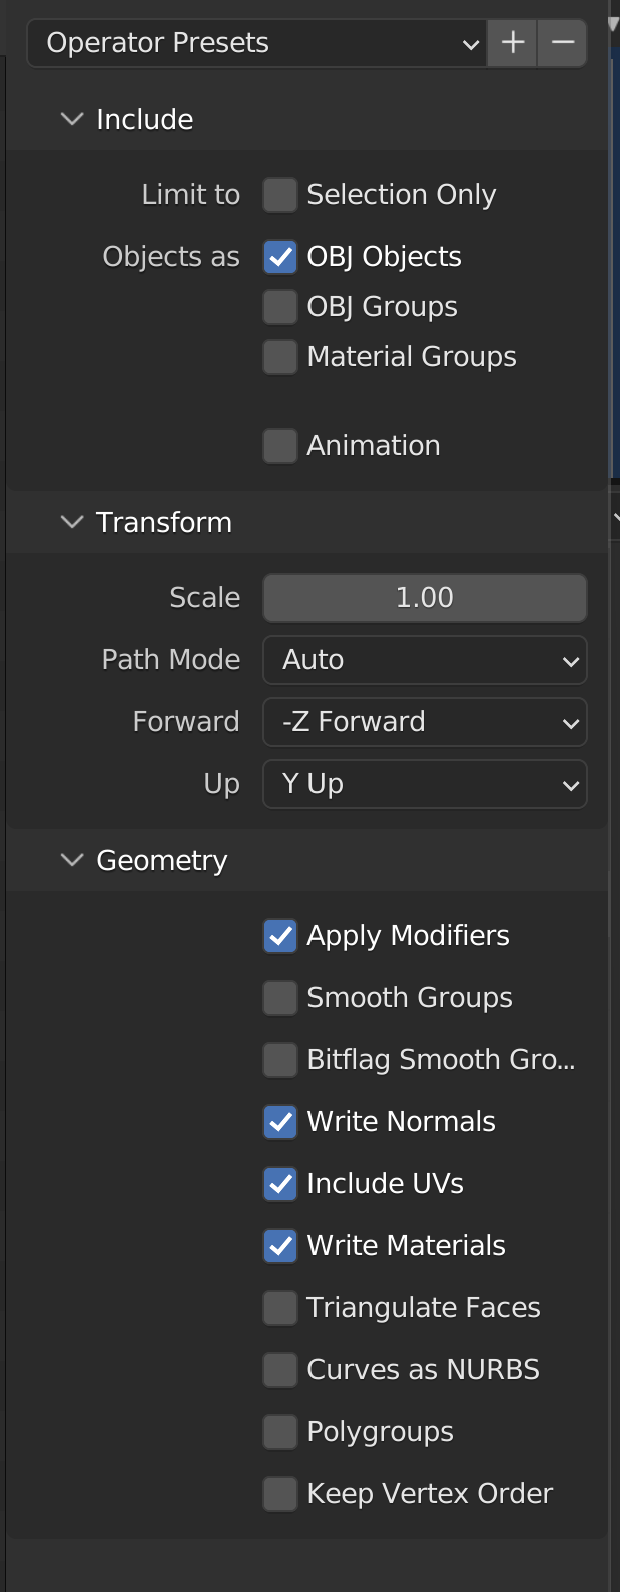 Operator Presets
Include
Limit to Selection Only
Objects as OBJ Objects
OBJ Groups
Material Groups
Animation
Transform
Scale 1.00
Path Mode Auto
Forward -Z Forward
Up Y Up
Geometry
Apply Modifiers
Smooth Groups
Bitflag Smooth Gro...
Write Normals
Include UVs
Write Materials
Triangulate Faces
Curves as NURBS
Polygroups
Keep Vertex Order